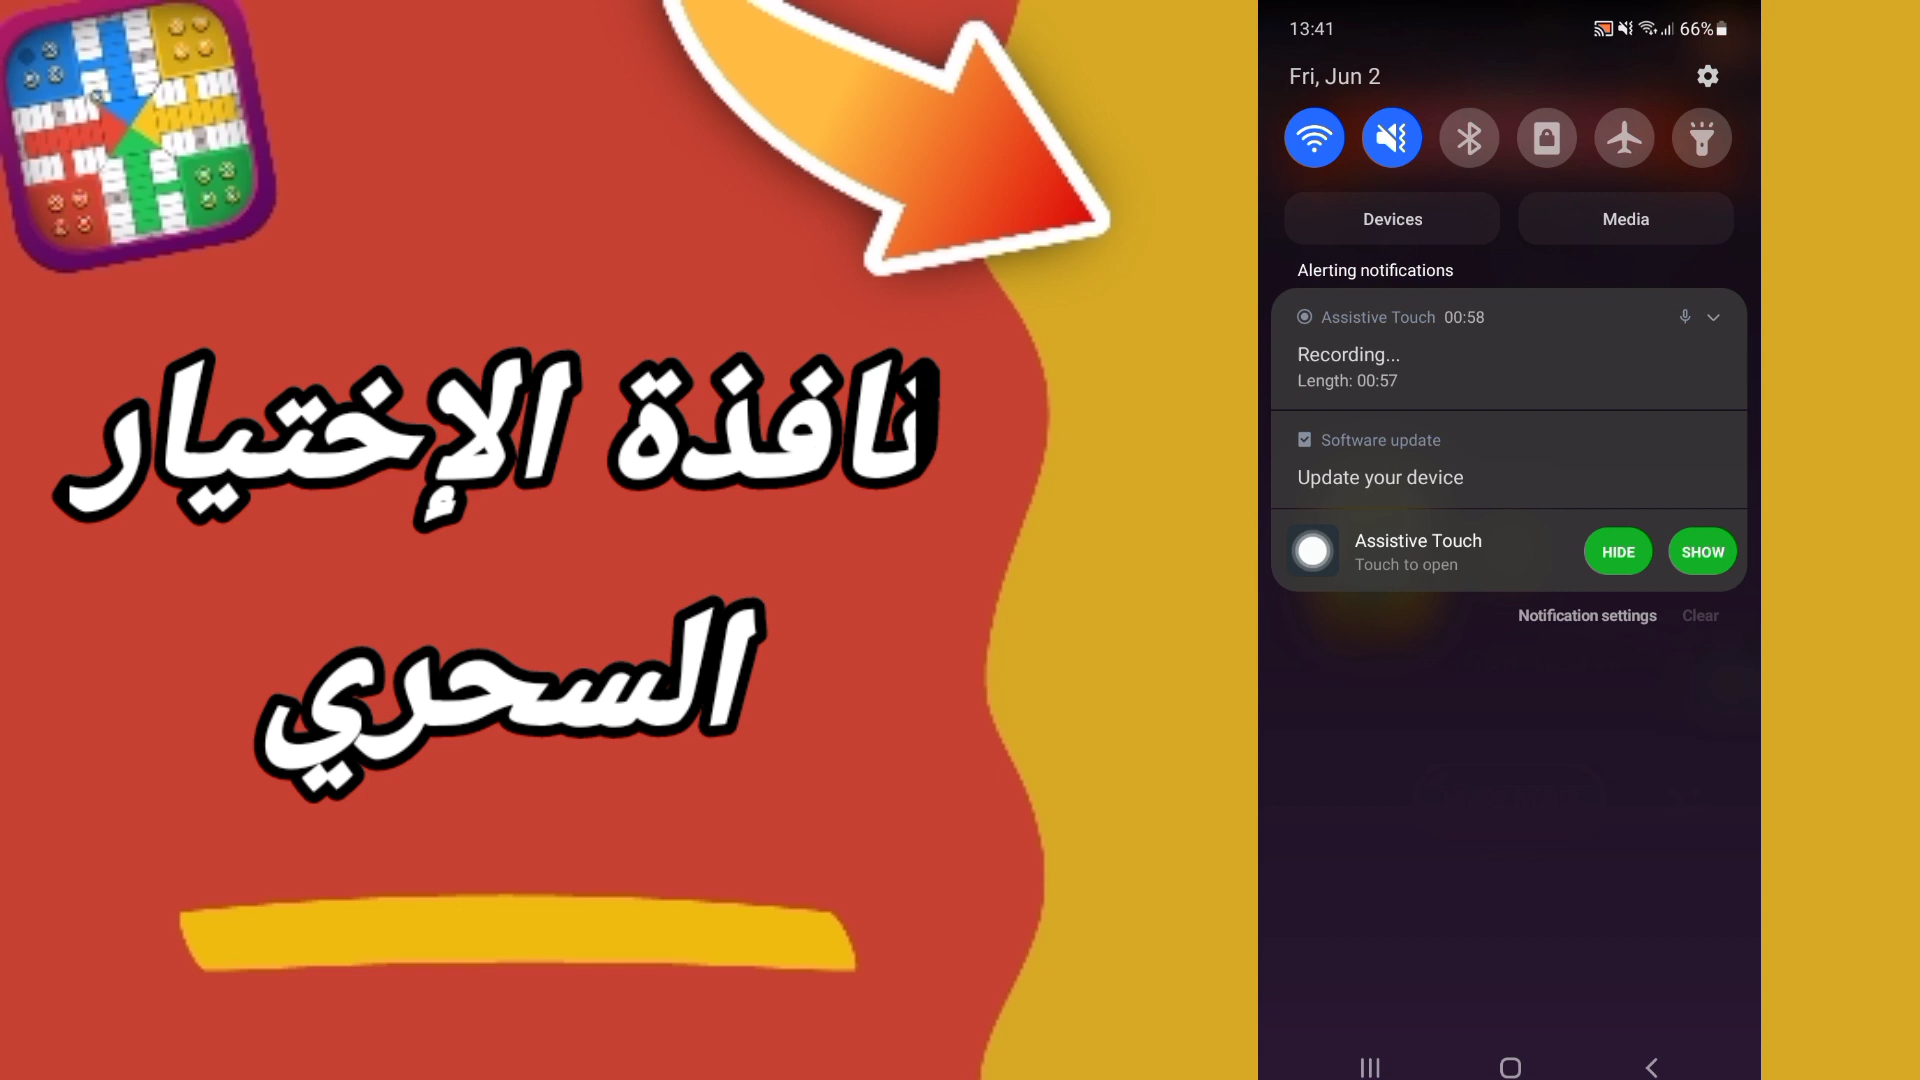 نافذة الإختيار
السحري
13:41
66%
Fri, Jun 2
Devices
Media
Alerting notifications
Assistive Touch 00:58
Recording...
Length: 00:57
Software update
Update your device
Assistive Touch
Touch to open
HIDE
SHOW
Notification settings
Clear